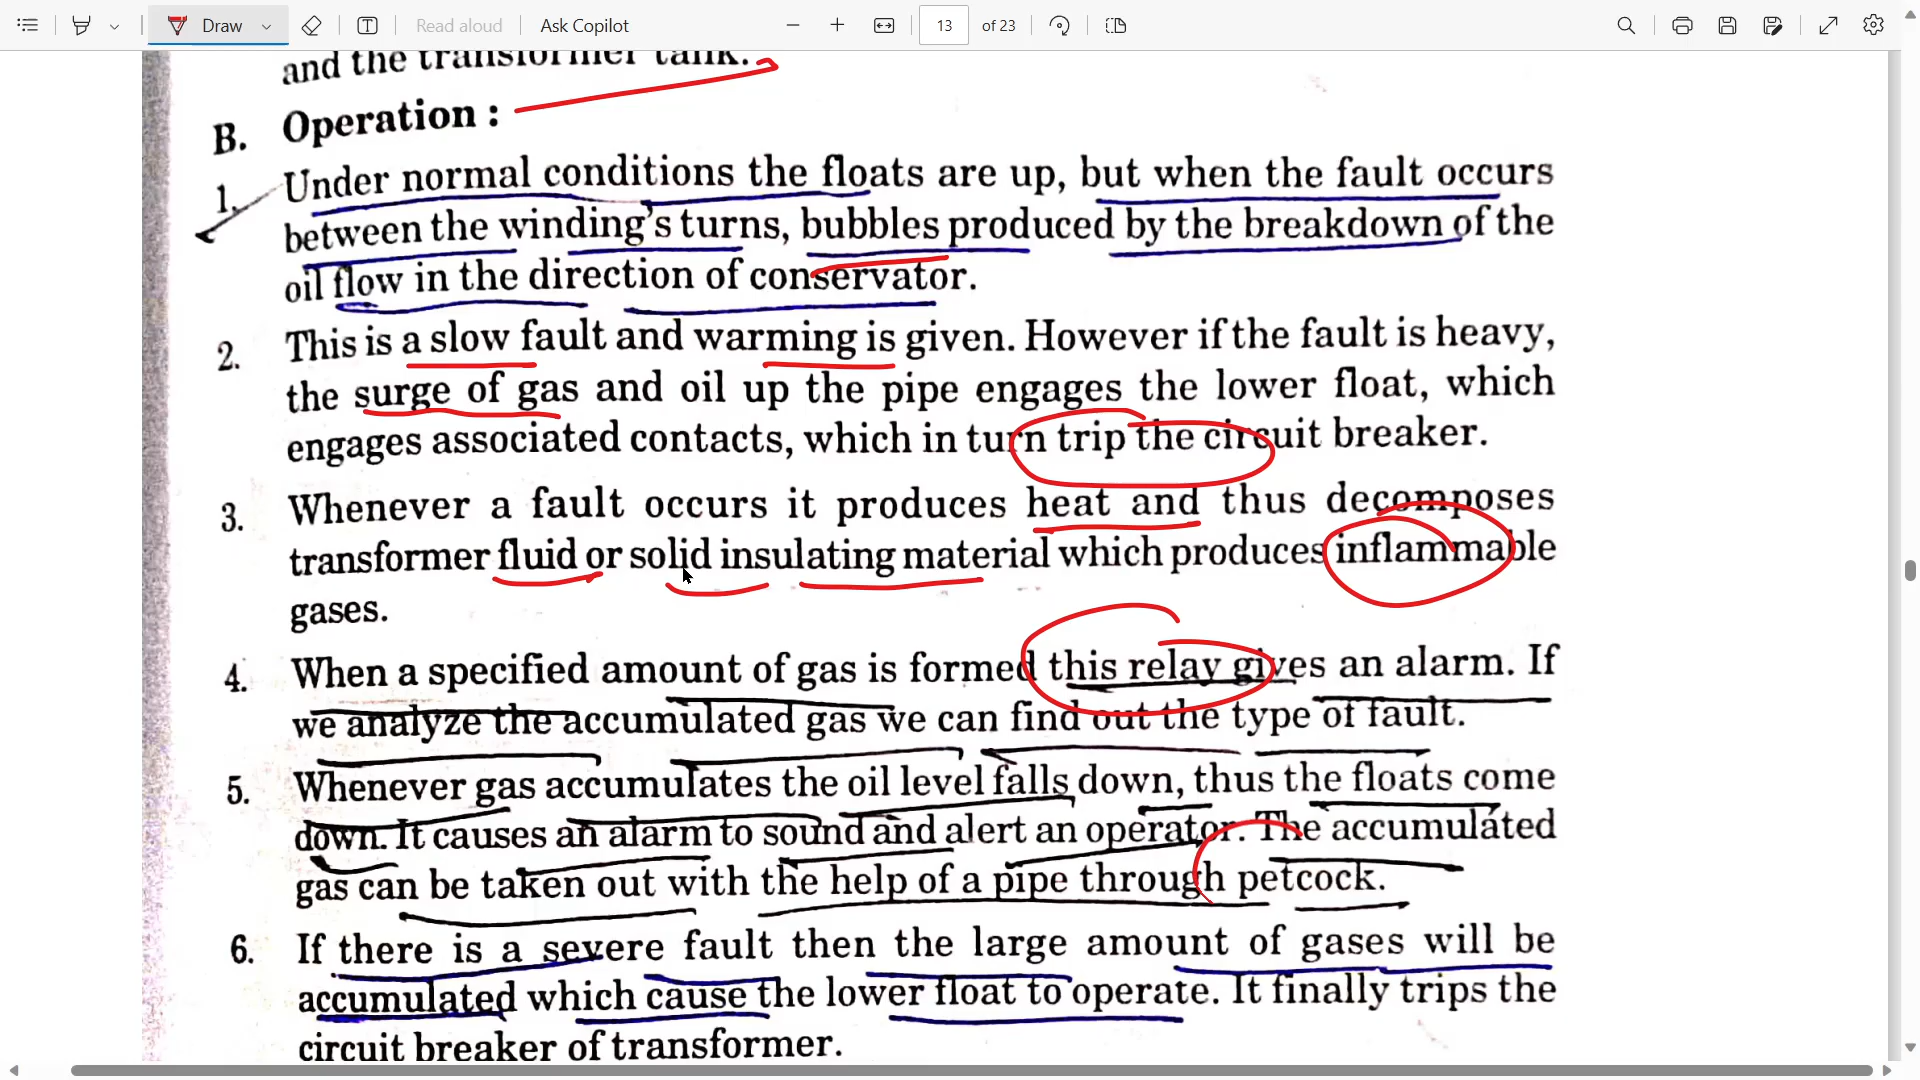 Draw
Read aloud
Ask Copilot
13
of 23
and the transformer tank.
B. Operation :
1. Under normal conditions the floats are up, but when the fault occurs
between the winding's turns, bubbles produced by the breakdown of the
oil flow in the direction of conservator.
2. This is a slow fault and warming is given. However if the fault is heavy,
the surge of gas and oil up the pipe engages the lower float, which
engages associated contacts, which in turn trip the circuit breaker.
3. Whenever a fault occurs it produces heat and thus decomposes
transformer fluid or solid insulating material which produces inflammable
gases.
4. When a specified amount of gas is formed this relay gives an alarm. If
we analyze the accumulated gas we can find out the type of fault.
5. Whenever gas accumulates the oil level falls down, thus the floats come
down. It causes an alarm to sound and alert an operator. The accumulated
gas can be taken out with the help of a pipe through petcock.
6. If there is a severe fault then the large amount of gases will be
accumulated which cause the lower float to operate. It finally trips the
circuit breaker of transformer.